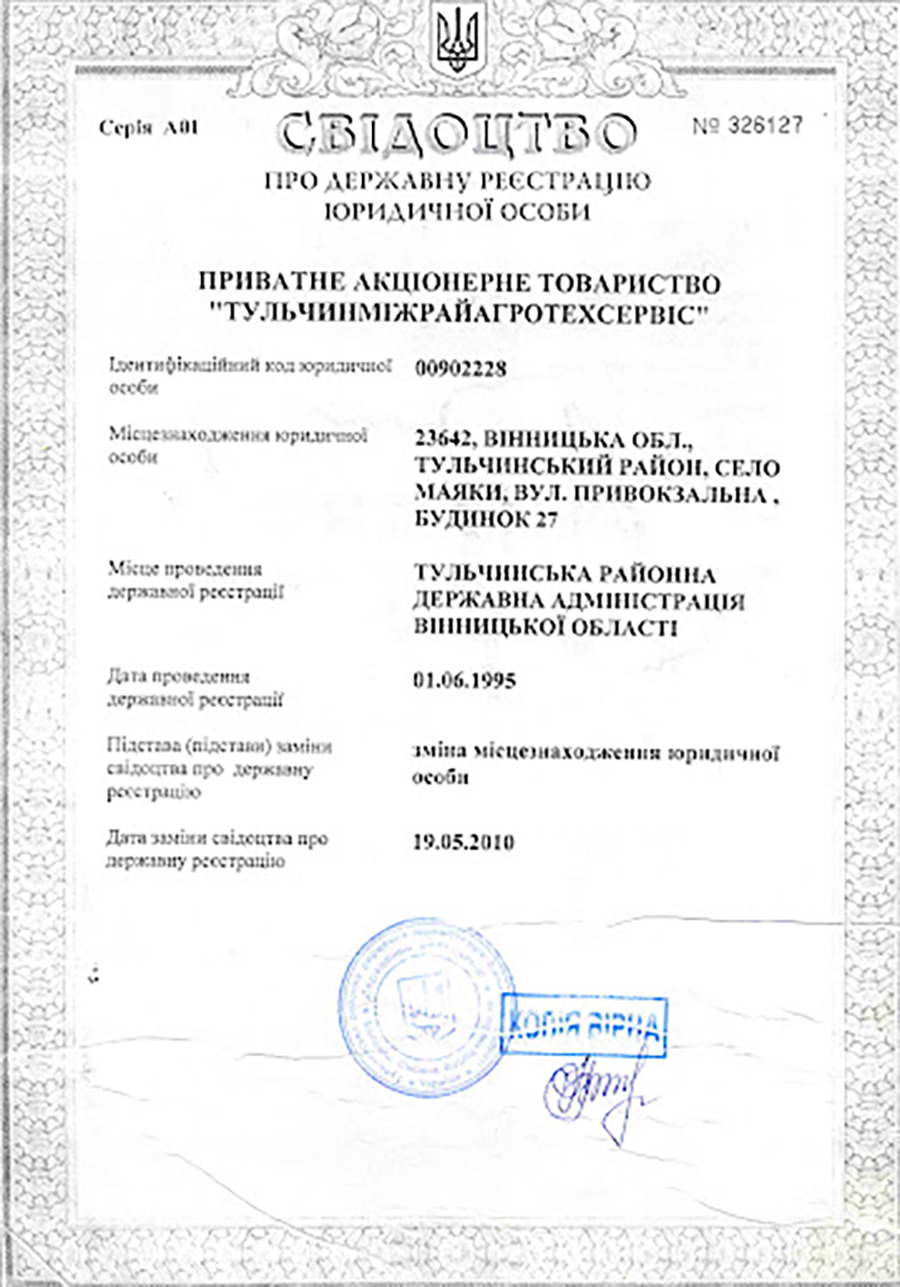 Серія А01
СВІДОЦТВО
№ 326127
ПРО ДЕРЖАВНУ РЕЄСТРАЦІЮ
ЮРИДИЧНОЇ ОСОБИ
ПРИВАТНЕ АКЦІОНЕРНЕ ТОВАРИСТВО
"ТУЛЬЧИНМІЖРАЙАГРОТЕХСЕРВІС"
Ідентифікаційний код юридичної
особи
00902228
Місцезнаходження юридичної
особи
23642, ВІННИЦЬКА ОБЛ.,
ТУЛЬЧИНСЬКИЙ РАЙОН, СЕЛО
МАЯКИ, ВУЛ. ПРИВОКЗАЛЬНА ,
БУДИНОК 27
Місце проведення
державної реєстрації
ТУЛЬЧИНСЬКА РАЙОННА
ДЕРЖАВНА АДМІНІСТРАЦІЯ
ВІННИЦЬКОЇ ОБЛАСТІ
Дата проведення
державної реєстрації
01.06.1995
Підстава (підстави) заміни
свідоцтва про державну
реєстрацію
зміна місцезнаходження юридичної
особи
Дата заміни свідоцтва про
державну реєстрацію
19.05.2010
КОПІЯ ВІРНА